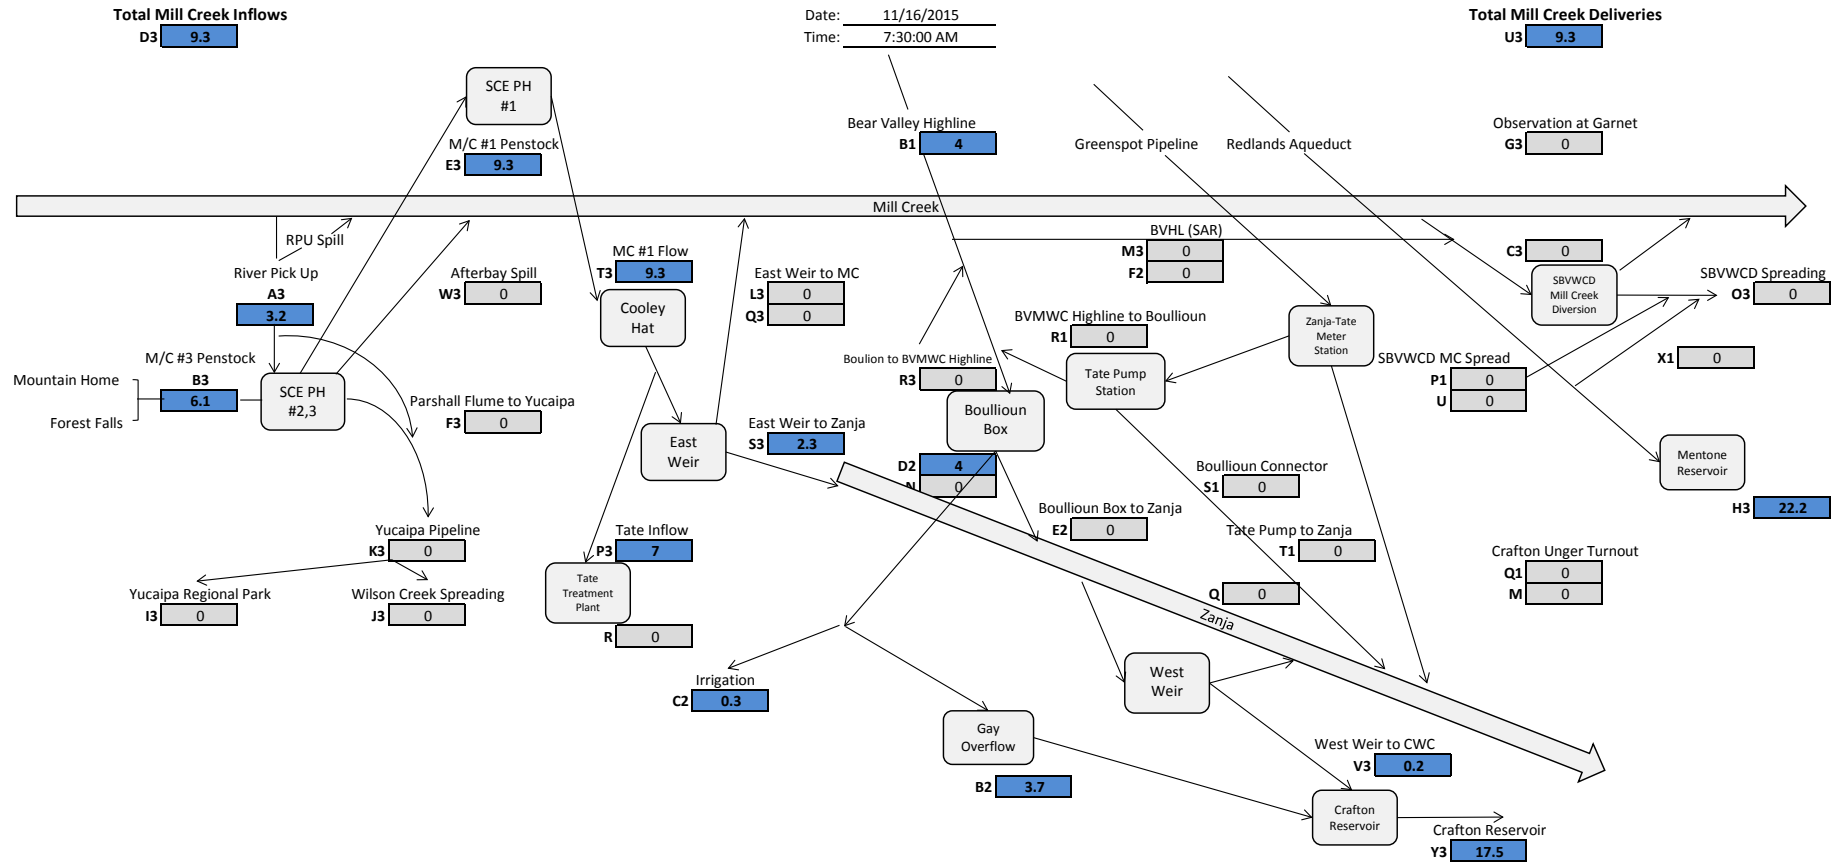 Total Mill Creek Inflows
D3 9.3
Date: 11/16/2015
Time: 7:30:00 AM
Total Mill Creek Deliveries
U3 9.3
SCE PH
#1
M/C #1 Penstock
E3 9.3
Bear Valley Highline
B1 4
Greenspot Pipeline
Redlands Aqueduct
Observation at Garnet
G3 0
Mill Creek
RPU Spill
River Pick Up
A3
3.2
Afterbay Spill
W3 0
MC #1 Flow
T3 9.3
Cooley
Hat
East Weir to MC
L3 0
Q3 0
BVHL (SAR)
M3 0
F2 0
C3 0
SBVWCD
Mill Creek
Diversion
SBVWCD Spreading
O3 0
BVMWC Highline to Boullioun
R1 0
Zanja-Tate
Meter
Station
Boulion to BVMWC Highline
R3 0
Tate Pump
Station
SBVWCD MC Spread
P1 0
U 0
X1 0
M/C #3 Penstock
B3
6.1
Mountain Home
Forest Falls
SCE PH
#2,3
Parshall Flume to Yucaipa
F3 0
East
Weir
East Weir to Zanja
S3 2.3
Boullioun
Box
D2 4
N 0
Boullioun Connector
S1 0
Mentone
Reservoir
H3 22.2
Boullioun Box to Zanja
E2 0
Tate Pump to Zanja
T1 0
Yucaipa Pipeline
K3 0
Tate Inflow
P3 7
Tate
Treatment
Plant
R 0
Crafton Unger Turnout
Q1 0
M 0
Yucaipa Regional Park
I3 0
Wilson Creek Spreading
J3 0
Q 0
Zanja
Irrigation
C2 0.3
West
Weir
Gay
Overflow
B2 3.7
West Weir to CWC
V3 0.2
Crafton
Reservoir
Crafton Reservoir
Y3 17.5